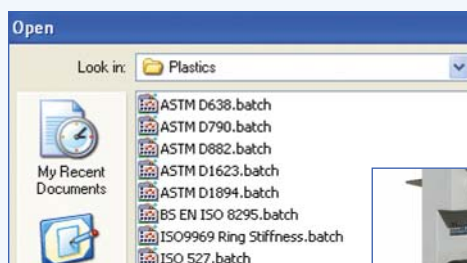 Open
Look in:
Plastics
ASTM D638.batch
ASTM D790.batch
ASTM D882.batch
ASTM D1623.batch
ASTM D1894.batch
BS EN ISO 8295.batch
ISO9969 Ring Stiffness.batch
ISO 527.batch
My Recent
Documents